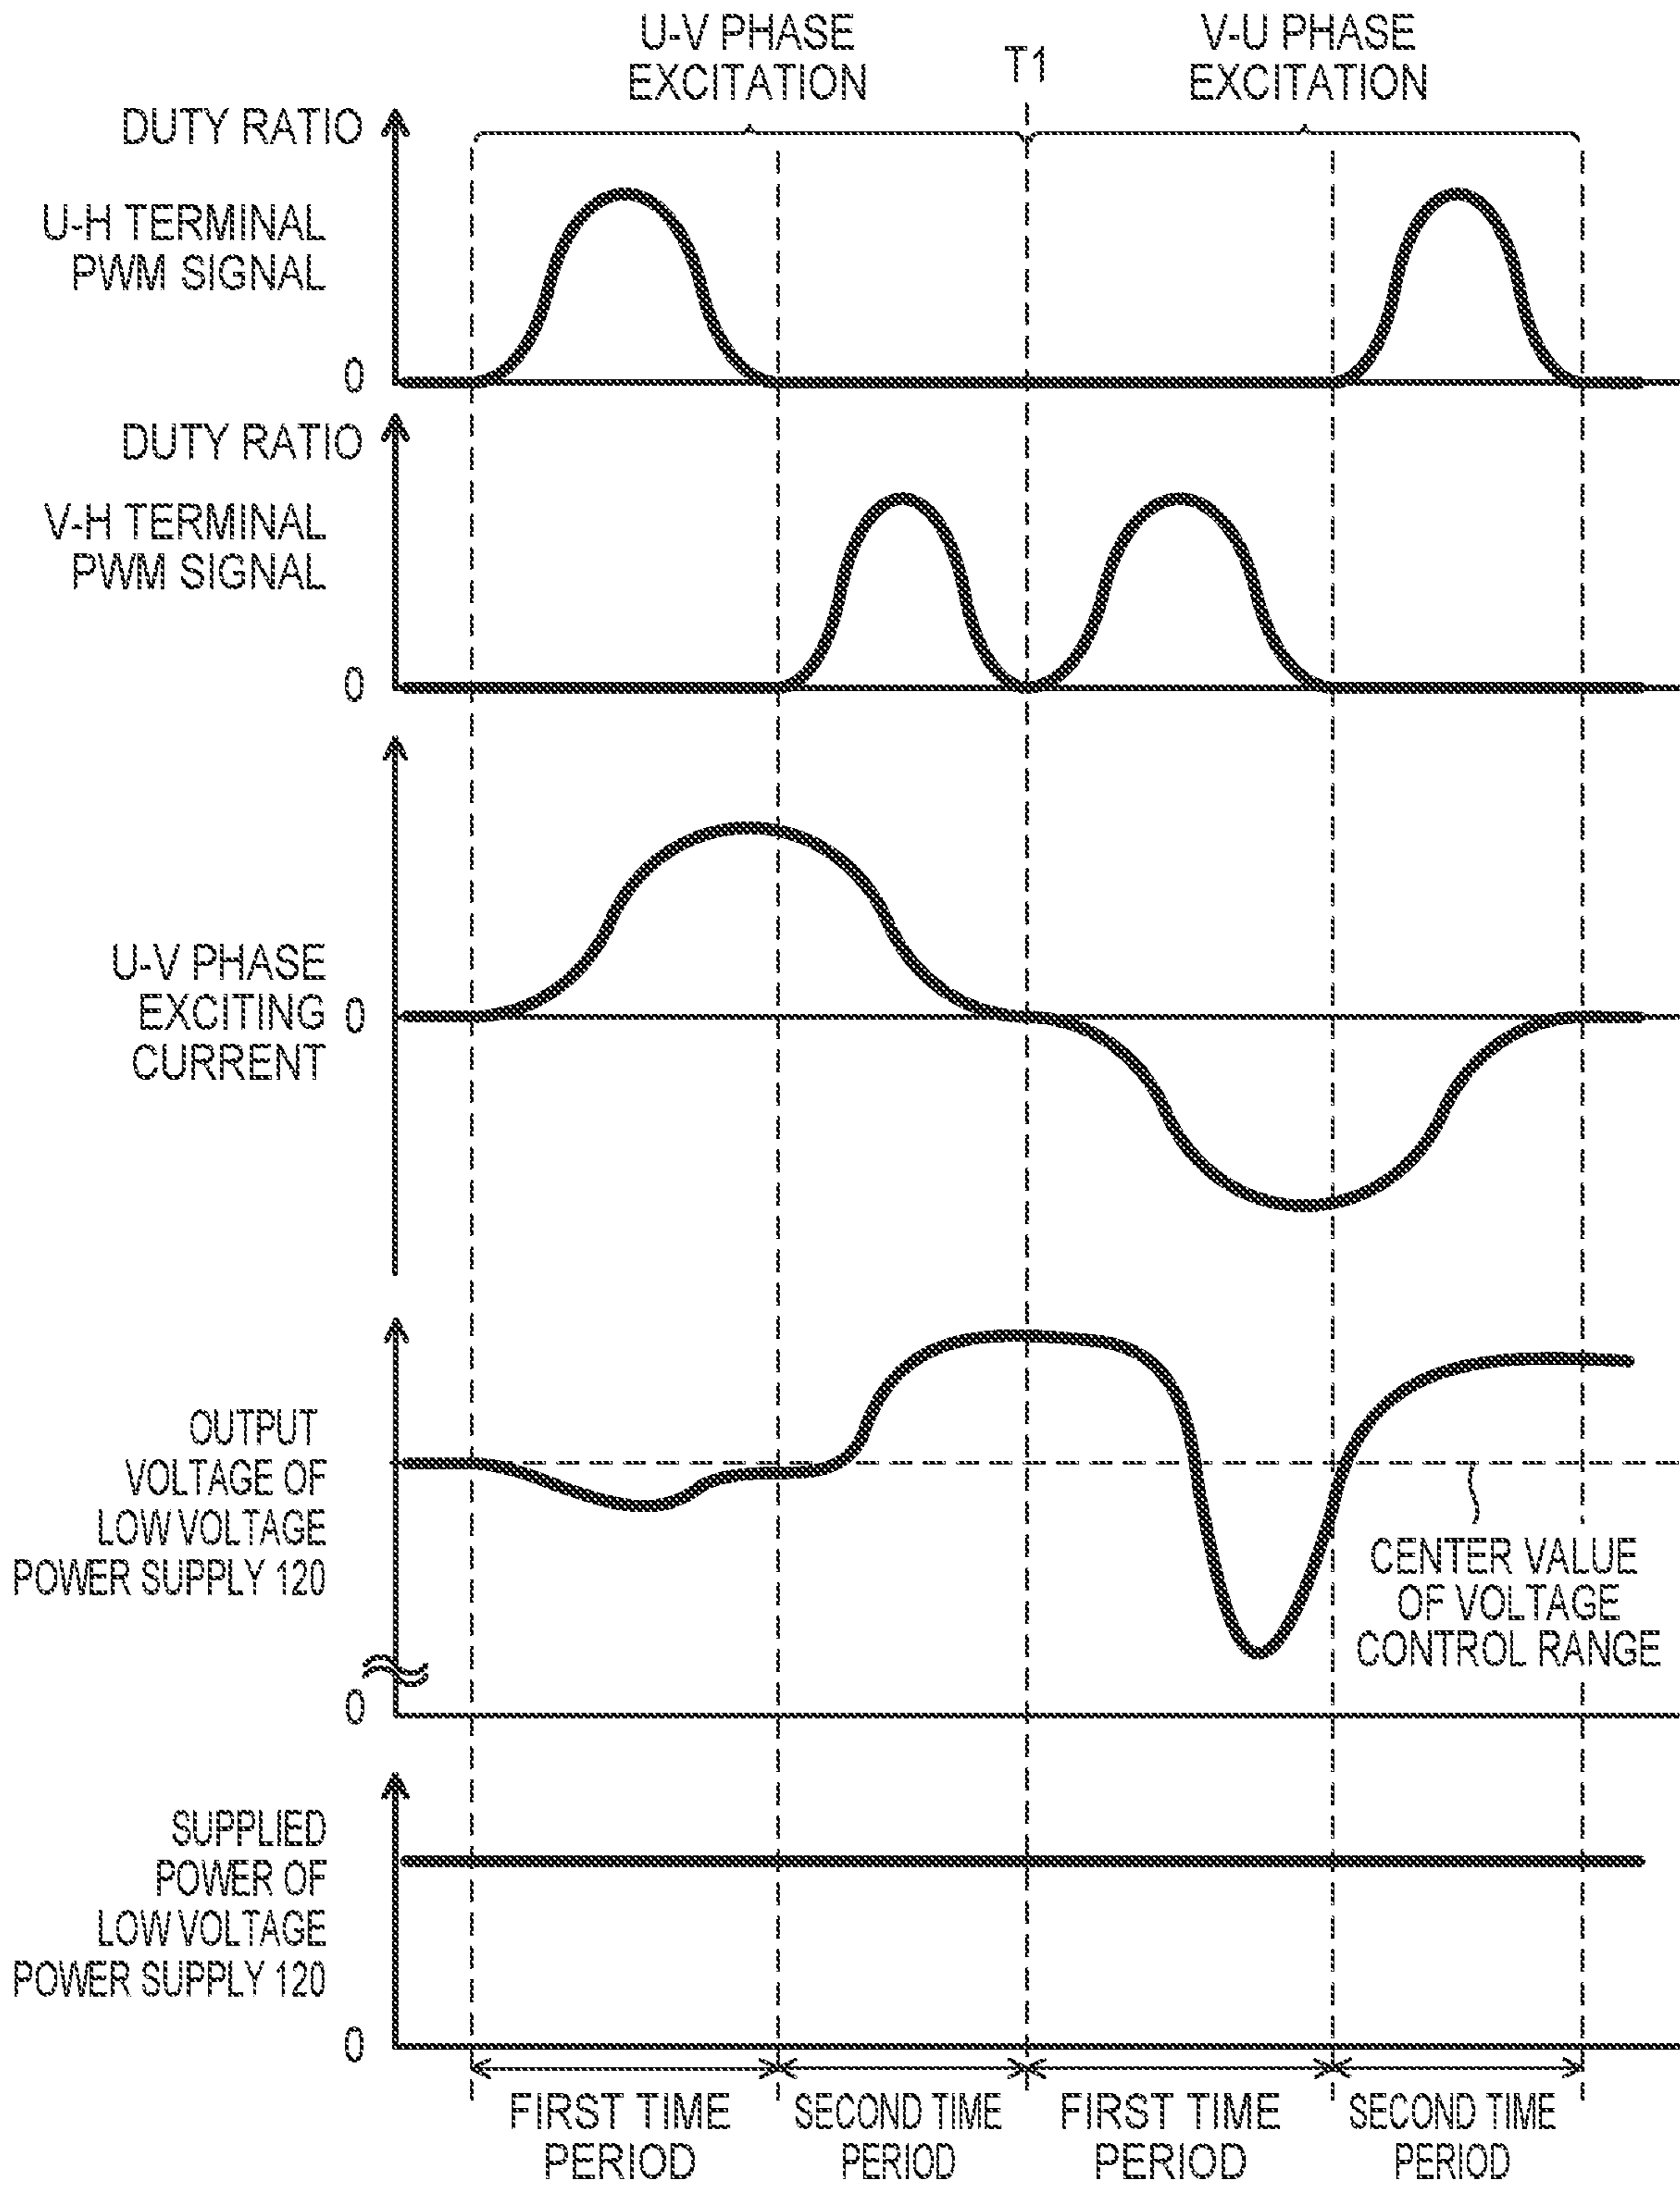 U-V PHASE
EXCITATION
T1
V-U PHASE
EXCITATION
DUTY RATIO
U-H TERMINAL
PWM SIGNAL
0
DUTY RATIO
V-H TERMINAL
PWM SIGNAL
0
U-V PHASE
EXCITING
CURRENT
0
OUTPUT
VOLTAGE OF
LOW VOLTAGE
POWER SUPPLY 120
0
CENTER VALUE
OF VOLTAGE
CONTROL RANGE
SUPPLIED
POWER OF
LOW VOLTAGE
POWER SUPPLY 120
0
FIRST TIME
PERIOD
SECOND TIME
PERIOD
FIRST TIME
PERIOD
SECOND TIME
PERIOD